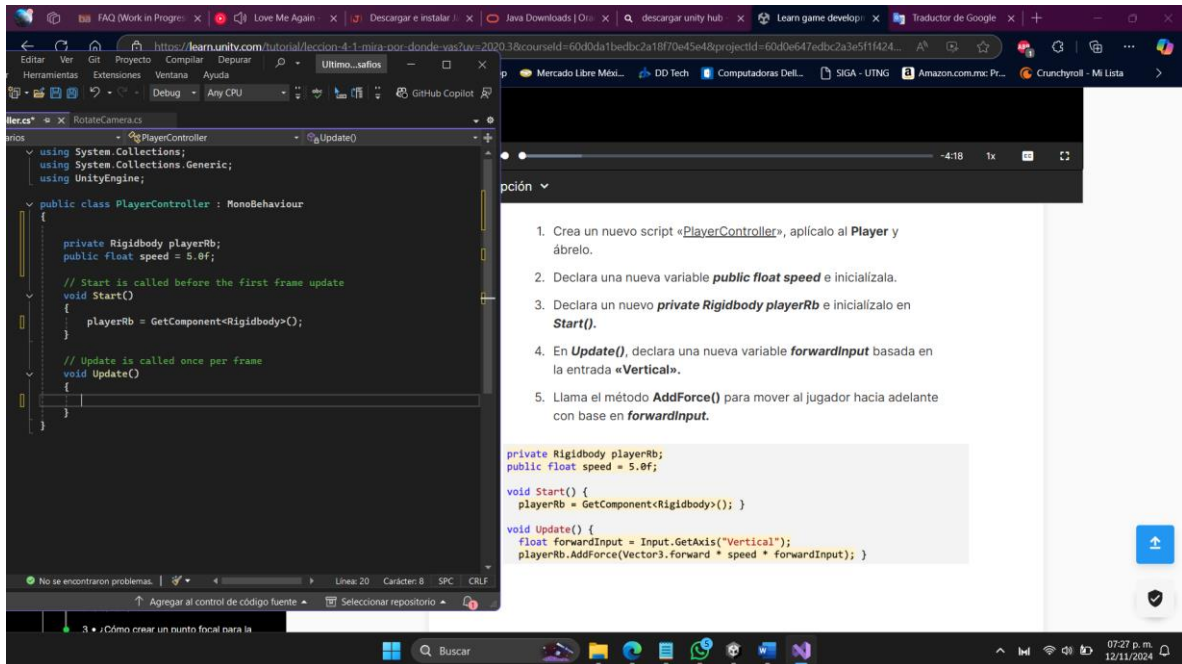 FAQ (Work in Progres
Love Me Again -
Descargar e instalar J
Java Downloads | Ora
descargar unity hub -
Learn game developm
Traductor de Google
https://learn.unity.com/tutorial/leccion-4-1-mira-por-donde-vas?uv=2020.3&courseId=60d0da1bedbc2a18f70e45e4&projectId=60d0e647edbc2a3e5f1f424...
Mercado Libre Méxi...
DD Tech
Computadoras Dell...
SIGA - UTNG
Amazon.com.mx: Pr...
Crunchyroll - Mi Lista
Editar Ver Git Proyecto Compilar Depurar
Ultimo...safios
Herramientas Extensiones Ventana Ayuda
Debug Any CPU
GitHub Copilot
ller.cs*
RotateCamera.cs
arios
PlayerController
Update()
using System.Collections;
using System.Collections.Generic;
using UnityEngine;
public class PlayerController : MonoBehaviour
{
private Rigidbody playerRb;
public float speed = 5.0f;
// Start is called before the first frame update
void Start()
{
playerRb = GetComponent<Rigidbody>();
}
// Update is called once per frame
void Update()
{
}
}
No se encontraron problemas.
Línea: 20 Carácter: 8 SPC CRLF
Agregar al control de código fuente
Seleccionar repositorio
3 • ¿Cómo crear un punto focal para la
-4:18 1x
pción
1. Crea un nuevo script «PlayerController», aplícalo al Player y
ábrelo.
2. Declara una nueva variable public float speed e inicialízala.
3. Declara un nuevo private Rigidbody playerRb e inicialízalo en
Start().
4. En Update(), declara una nueva variable forwardInput basada en
la entrada «Vertical».
5. Llama el método AddForce() para mover al jugador hacia adelante
con base en forwardInput.
private Rigidbody playerRb;
public float speed = 5.0f;
void Start() {
playerRb = GetComponent<Rigidbody>(); }
void Update() {
float forwardInput = Input.GetAxis("Vertical");
playerRb.AddForce(Vector3.forward * speed * forwardInput); }
Buscar
07:27 p. m.
12/11/2024